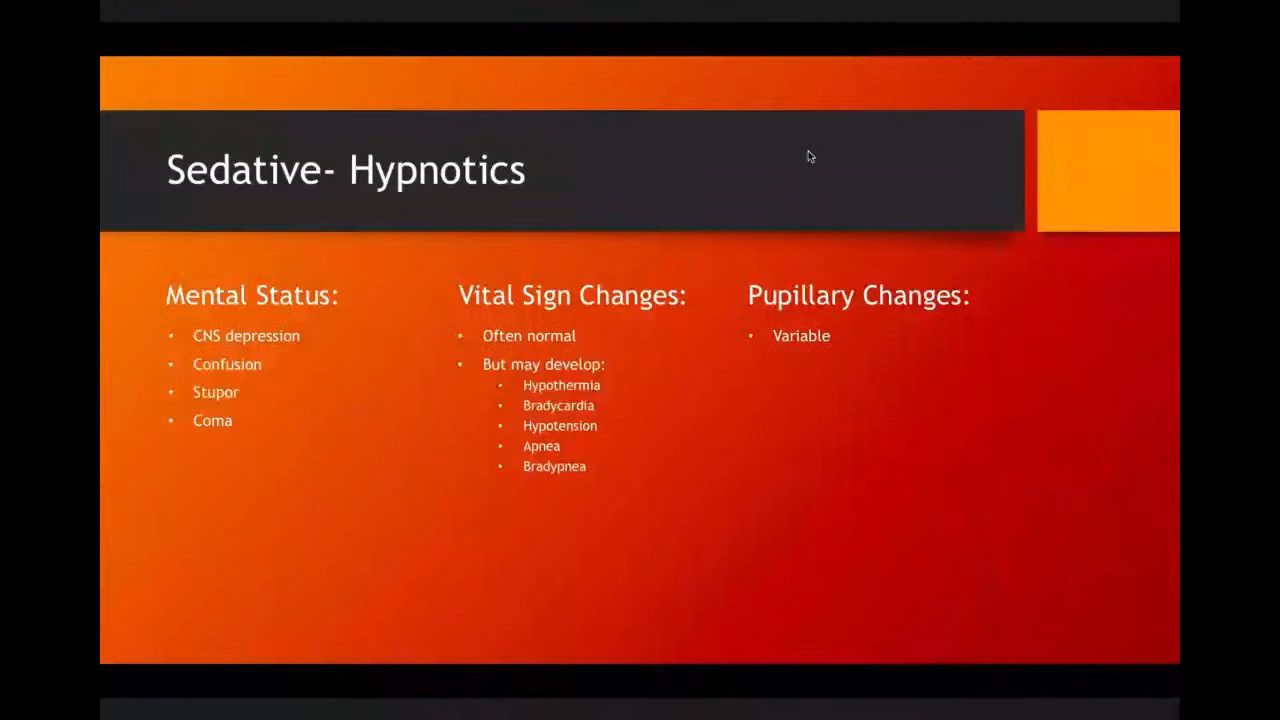 Sedative- Hypnotics
Mental Status:
• CNS depression
• Confusion
• Stupor
• Coma
Vital Sign Changes:
• Often normal
• But may develop:
• Hypothermia
• Bradycardia
• Hypotension
• Apnea
• Bradypnea
Pupillary Changes:
• Variable